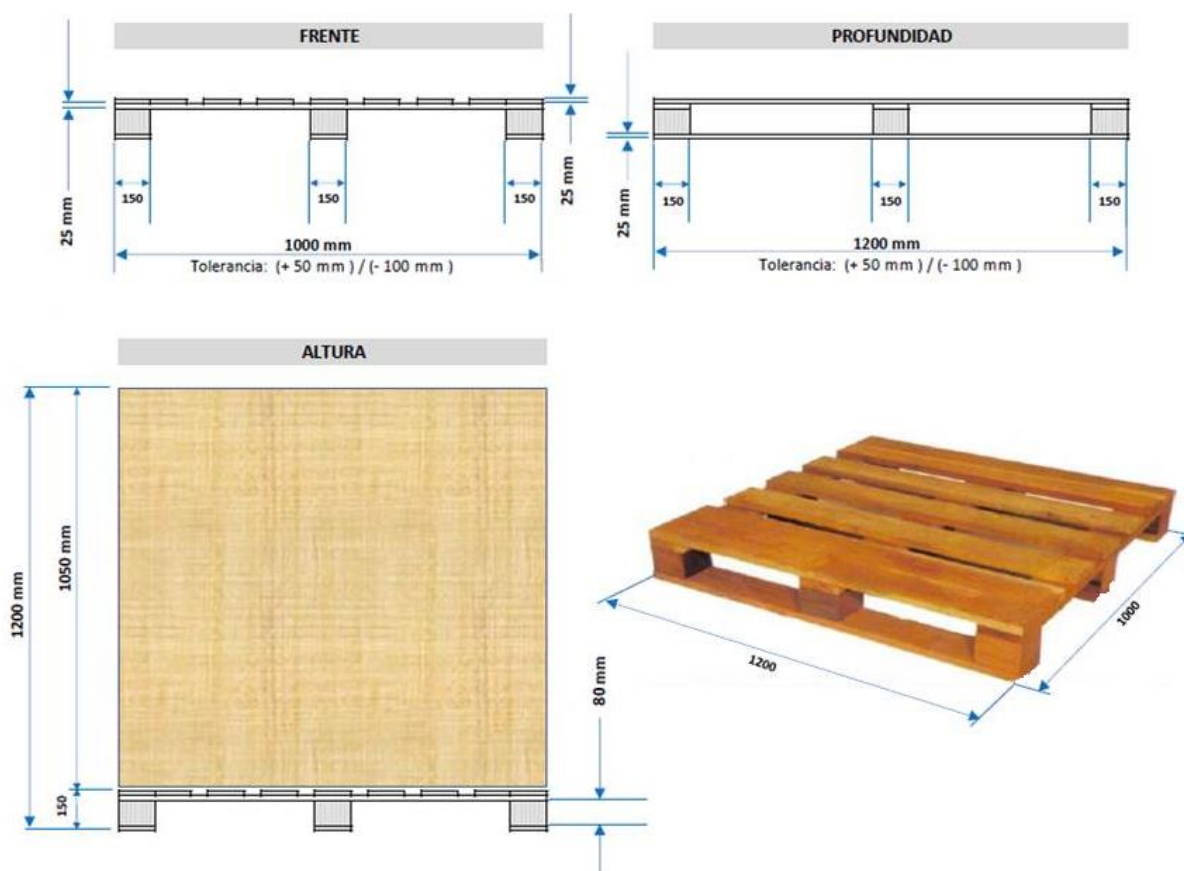 FRENTE
25 mm
25 mm
150
150
150
1000 mm
Tolerancia: (+ 50 mm ) / (- 100 mm )
PROFUNDIDAD
25 mm
150
150
150
1200 mm
Tolerancia: (+ 50 mm ) / (- 100 mm )
ALTURA
1200 mm
1050 mm
150
80 mm
1200
1000